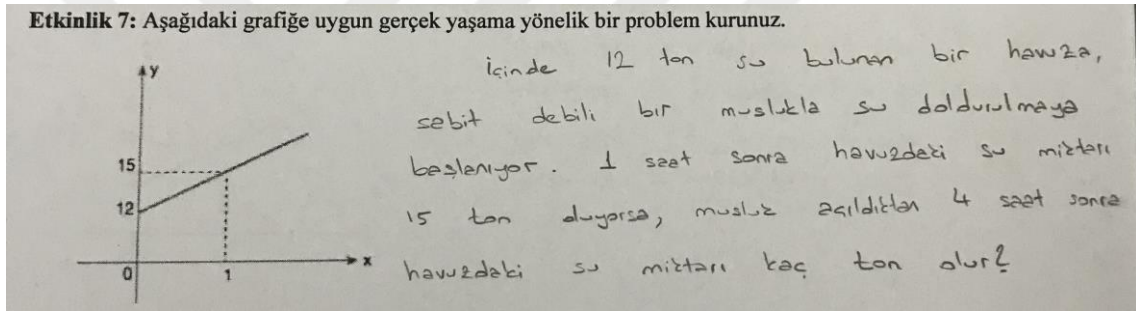 Etkinlik 7: Aşağıdaki grafiğe uygun gerçek yaşama yönelik bir problem kurunuz.
y
15
12
0
1
x
İçinde 12 ton su bulunan bir havuza,
sabit debili bir muslukla su doldurulmaya
başlanıyor. 1 saat sonra havuzdaki su miktarı
15 ton oluyorsa, musluk açıldıktan 4 saat sonra
havuzdaki su miktarı kaç ton olur?